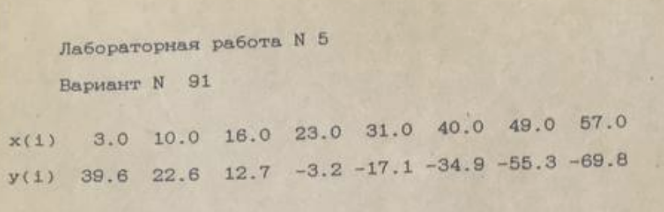 Лабораторная работа N 5
Вариант N 91
x(i) 3.0 10.0 16.0 23.0 31.0 40.0 49.0 57.0
y(i) 39.6 22.6 12.7 -3.2 -17.1 -34.9 -55.3 -69.8